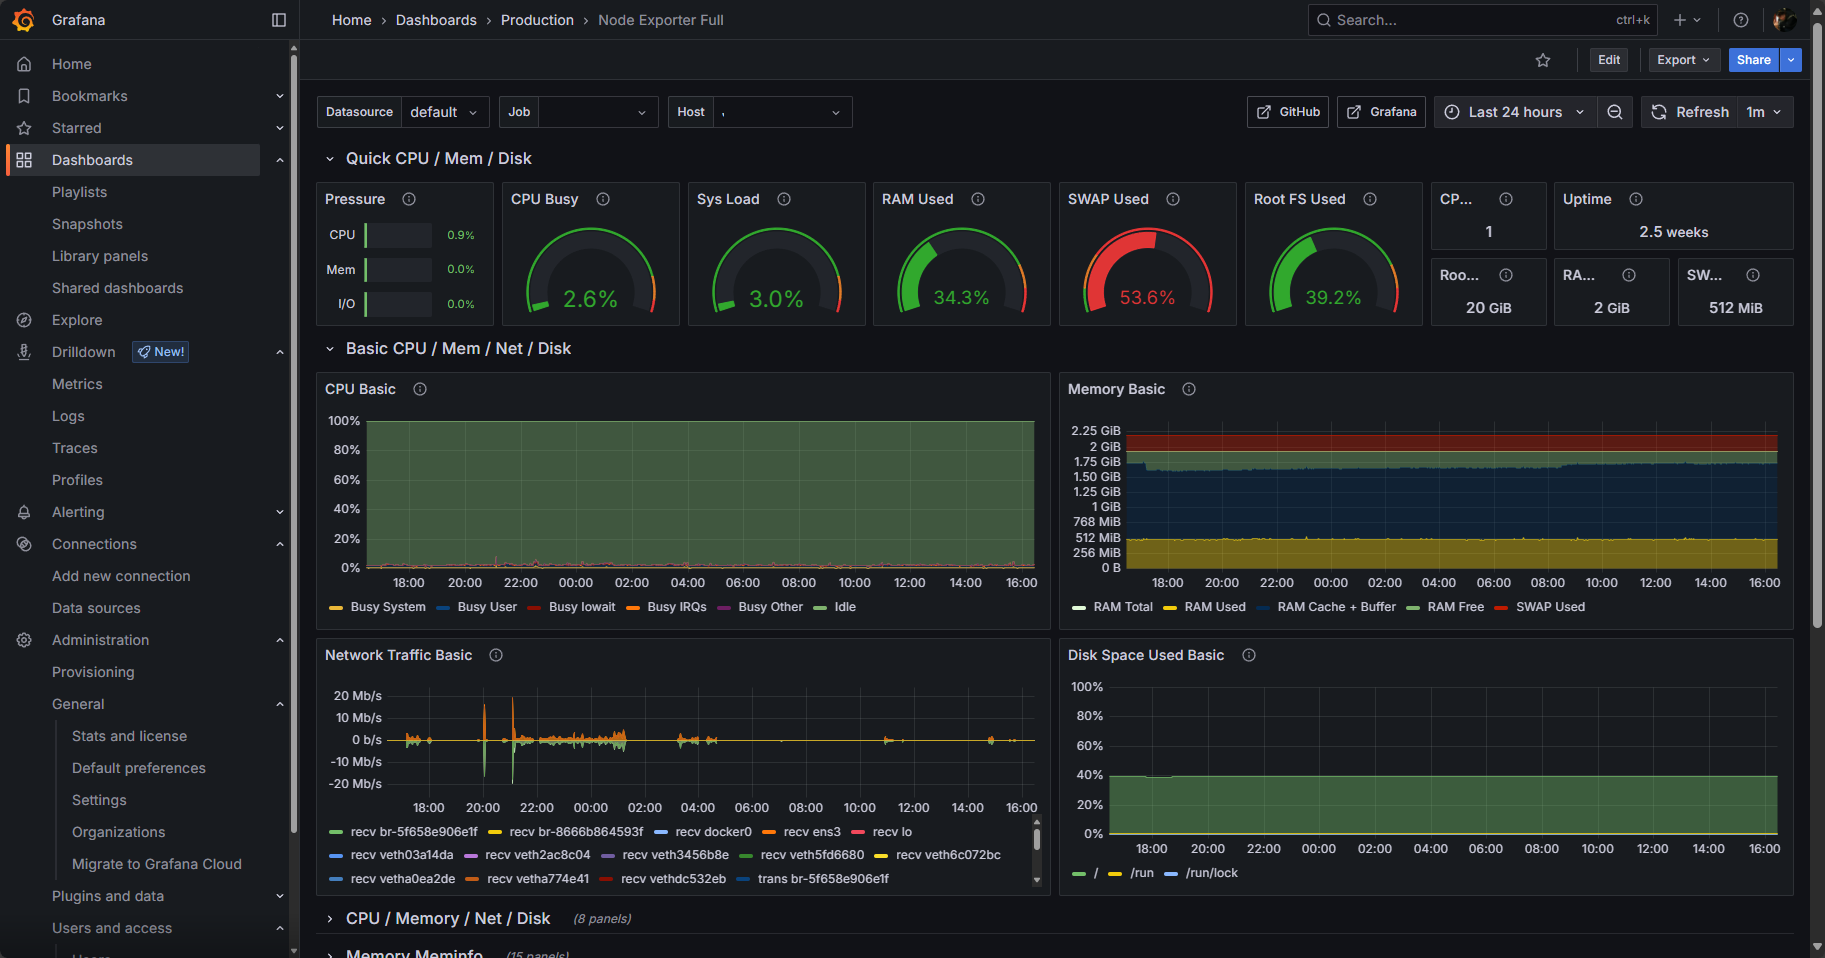 Grafana
Home
Bookmarks
Starred
Dashboards
Playlists
Snapshots
Library panels
Shared dashboards
Explore
Drilldown New!
Metrics
Logs
Traces
Profiles
Alerting
Connections
Add new connection
Data sources
Administration
Provisioning
General
Stats and license
Default preferences
Settings
Organizations
Migrate to Grafana Cloud
Plugins and data
Users and access
Users
Home › Dashboards › Production › Node Exporter Full
Search... ctrl+k
Edit Export Share
Datasource default Job Host ,
GitHub Grafana Last 24 hours Refresh 1m
Quick CPU / Mem / Disk
Pressure
CPU 0.9%
Mem 0.0%
I/O 0.0%
CPU Busy
2.6%
Sys Load
3.0%
RAM Used
34.3%
SWAP Used
53.6%
Root FS Used
39.2%
CP...
1
Uptime
2.5 weeks
Roo...
20 GiB
RA...
2 GiB
SW...
512 MiB
Basic CPU / Mem / Net / Disk
CPU Basic
100%
80%
60%
40%
20%
0%
18:00 20:00 22:00 00:00 02:00 04:00 06:00 08:00 10:00 12:00 14:00 16:00
Busy System Busy User Busy Iowait Busy IRQs Busy Other Idle
Memory Basic
2.25 GiB
2 GiB
1.75 GiB
1.50 GiB
1.25 GiB
1 GiB
768 MiB
512 MiB
256 MiB
0 B
18:00 20:00 22:00 00:00 02:00 04:00 06:00 08:00 10:00 12:00 14:00 16:00
RAM Total RAM Used RAM Cache + Buffer RAM Free SWAP Used
Network Traffic Basic
20 Mb/s
10 Mb/s
0 b/s
-10 Mb/s
-20 Mb/s
18:00 20:00 22:00 00:00 02:00 04:00 06:00 08:00 10:00 12:00 14:00 16:00
recv br-5f658e906e1f recv br-8666b864593f recv docker0 recv ens3 recv lo
recv veth03a14da recv veth2ac8c04 recv veth3456b8e recv veth5fd6680 recv veth6c072bc
recv vetha0ea2de recv vetha774e41 recv vethdc532eb trans br-5f658e906e1f
Disk Space Used Basic
100%
80%
60%
40%
20%
0%
18:00 20:00 22:00 00:00 02:00 04:00 06:00 08:00 10:00 12:00 14:00 16:00
/ /run /run/lock
CPU / Memory / Net / Disk (8 panels)
Memory Meminfo (15 panels)